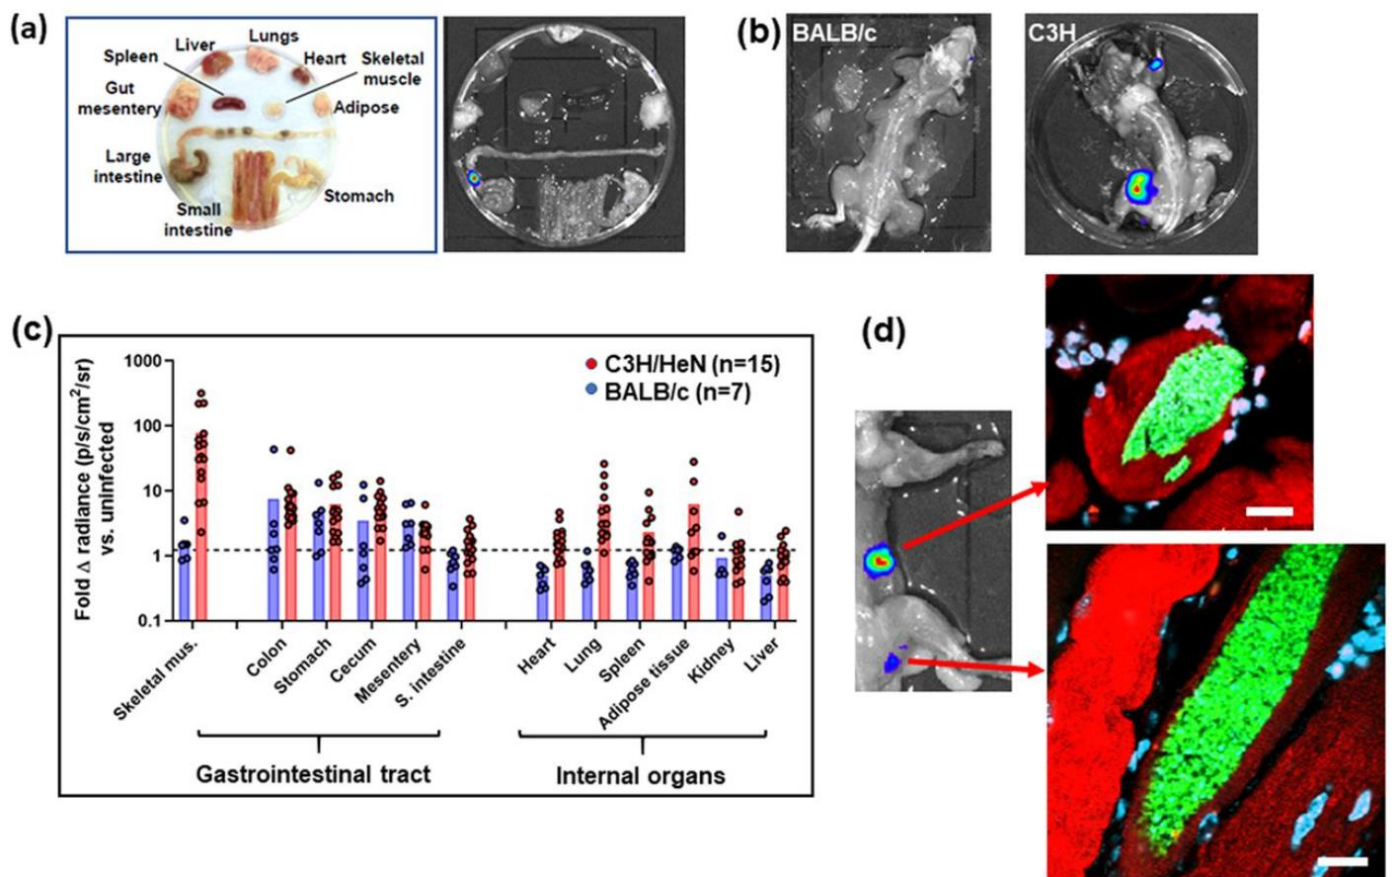 (a)
Spleen
Liver
Lungs
Heart
Skeletal
muscle
Gut
mesentery
Adipose
Large
intestine
Small
intestine
Stomach
(b)
BALB/c
C3H
(c)
Fold Δ radiance (p/s/cm²/sr)
vs. uninfected
1000
100
10
1
0.1
C3H/HeN (n=15)
BALB/c (n=7)
Skeletal mus.
Colon
Stomach
Cecum
Mesentery
S. intestine
Heart
Lung
Spleen
Adipose tissue
Kidney
Liver
Gastrointestinal tract
Internal organs
(d)